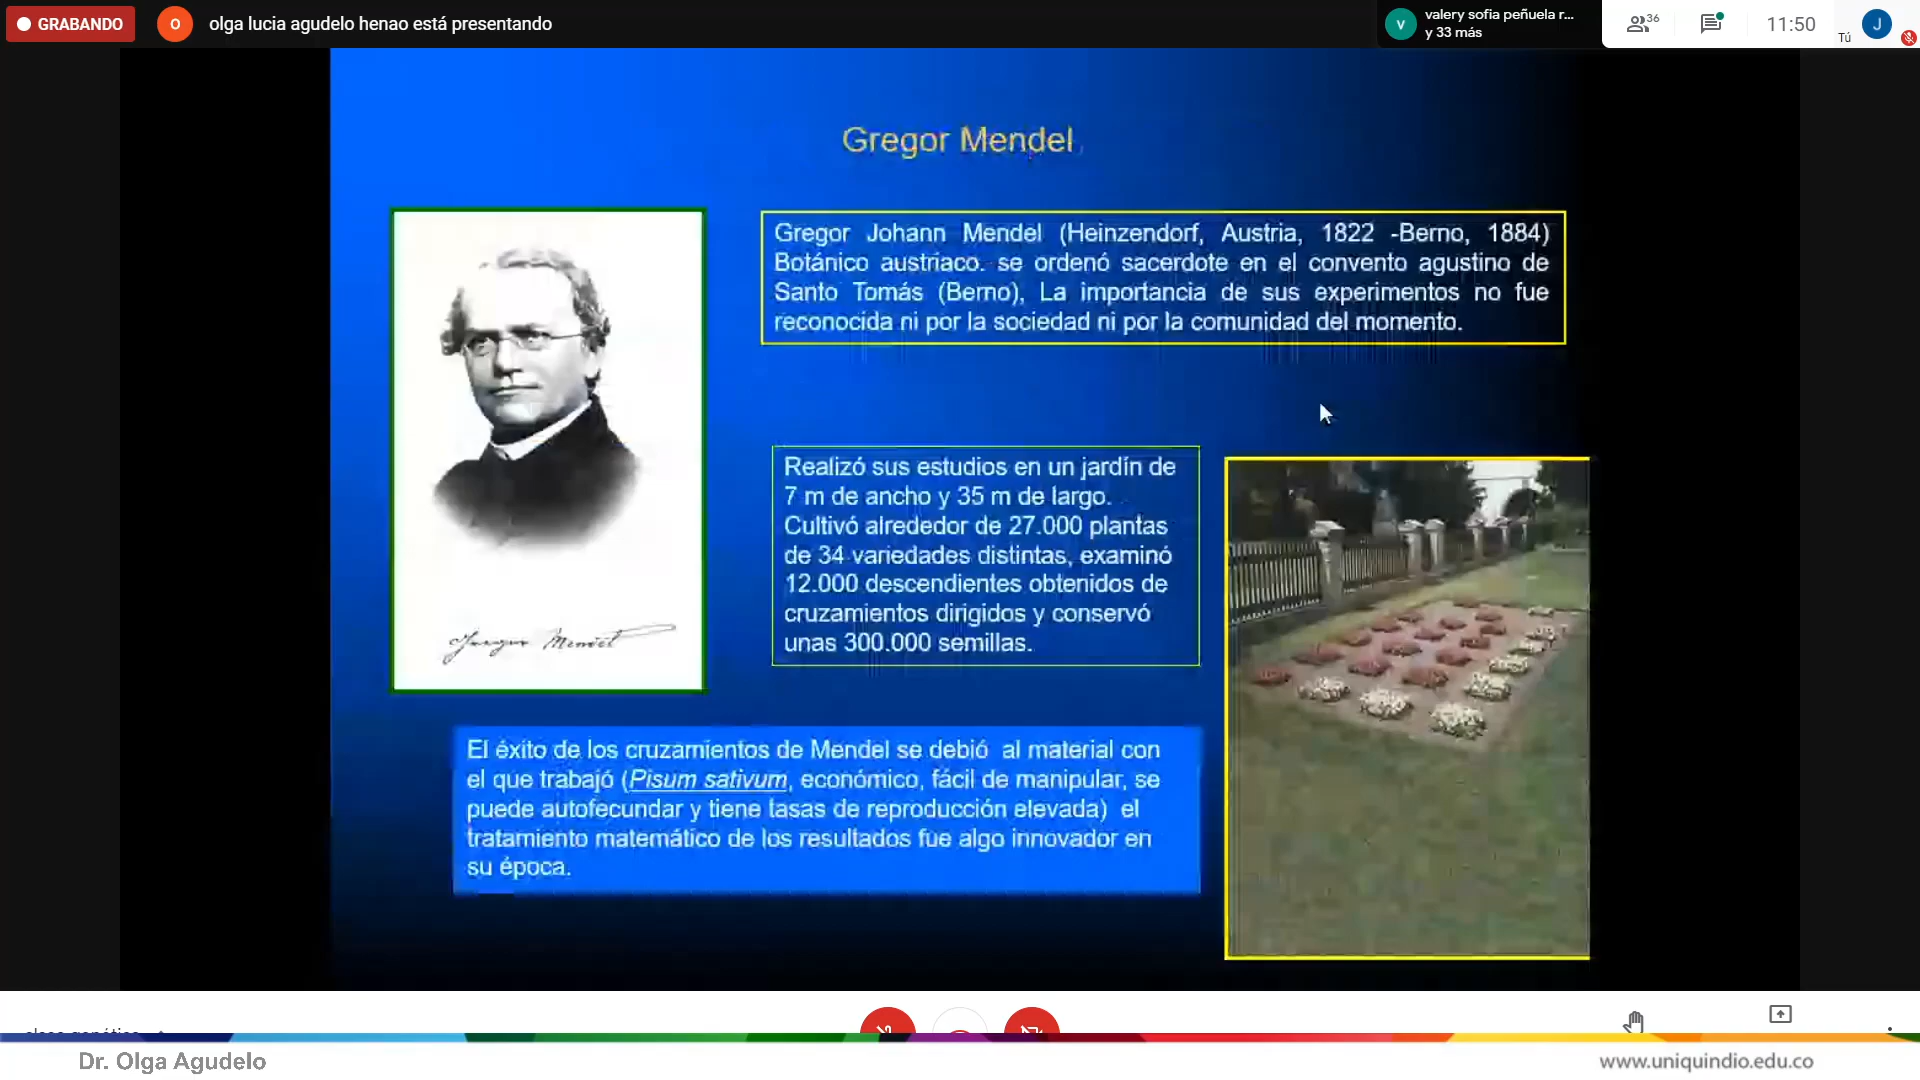 GRABANDO
O
olga lucia agudelo henao está presentando
V
valery sofia peñuela r...
y 33 más
36
11:50
Tú
J
Gregor Mendel
Gregor Johann Mendel (Heinzendorf, Austria, 1822 -Berno, 1884)
Botánico austríaco. se ordenó sacerdote en el convento agustino de
Santo Tomás (Berno), La importancia de sus experimentos no fue
reconocida ni por la sociedad ni por la comunidad del momento.
Realizó sus estudios en un jardín de
7 m de ancho y 35 m de largo.
Cultivó alrededor de 27.000 plantas
de 34 variedades distintas, examinó
12.000 descendientes obtenidos de
cruzamientos dirigidos y conservó
unas 300.000 semillas.
Gregor Mendel
El éxito de los cruzamientos de Mendel se debió al material con
el que trabajó (Pisum sativum, económico, fácil de manipular, se
puede autofecundar y tiene tasas de reproducción elevada) el
tratamiento matemático de los resultados fue algo innovador en
su época.
clase genética
Dr. Olga Agudelo
www.uniquindio.edu.co